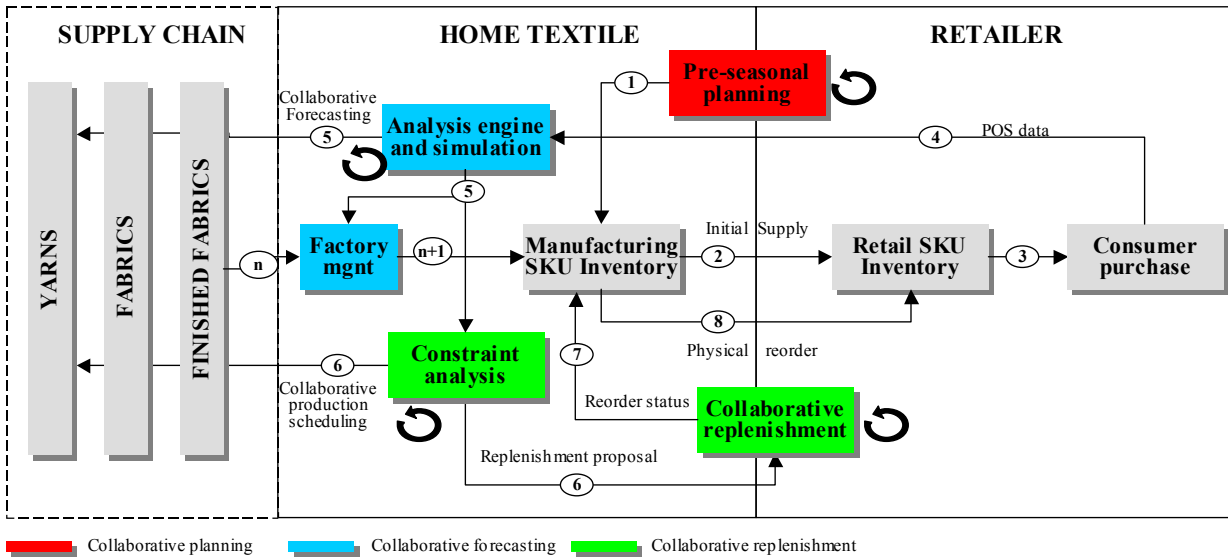 SUPPLY CHAIN
HOME TEXTILE
RETAILER
1
Pre-seasonal
planning
Collaborative
Forecasting
5
Analysis engine
and simulation
4
POS data
5
YARNS
FABRICS
FINISHED FABRICS
n
Factory
mgnt
n+1
Manufacturing
SKU Inventory
Initial Supply
2
Retail SKU
Inventory
3
Consumer
purchase
8
Physical reorder
6
Collaborative
production
scheduling
Constraint
analysis
7
Reorder status
Collaborative
replenishment
Replenishment proposal
6
Collaborative planning
Collaborative forecasting
Collaborative replenishment